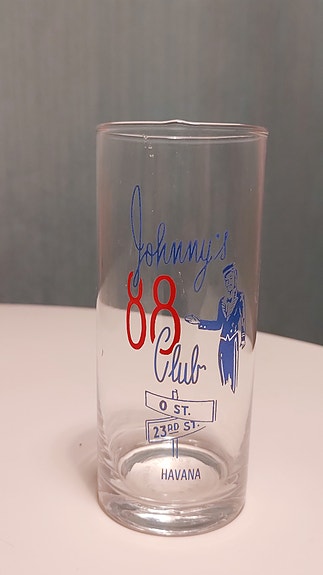 Johnny's
88
Club
O ST.
23RD ST.
HAVANA